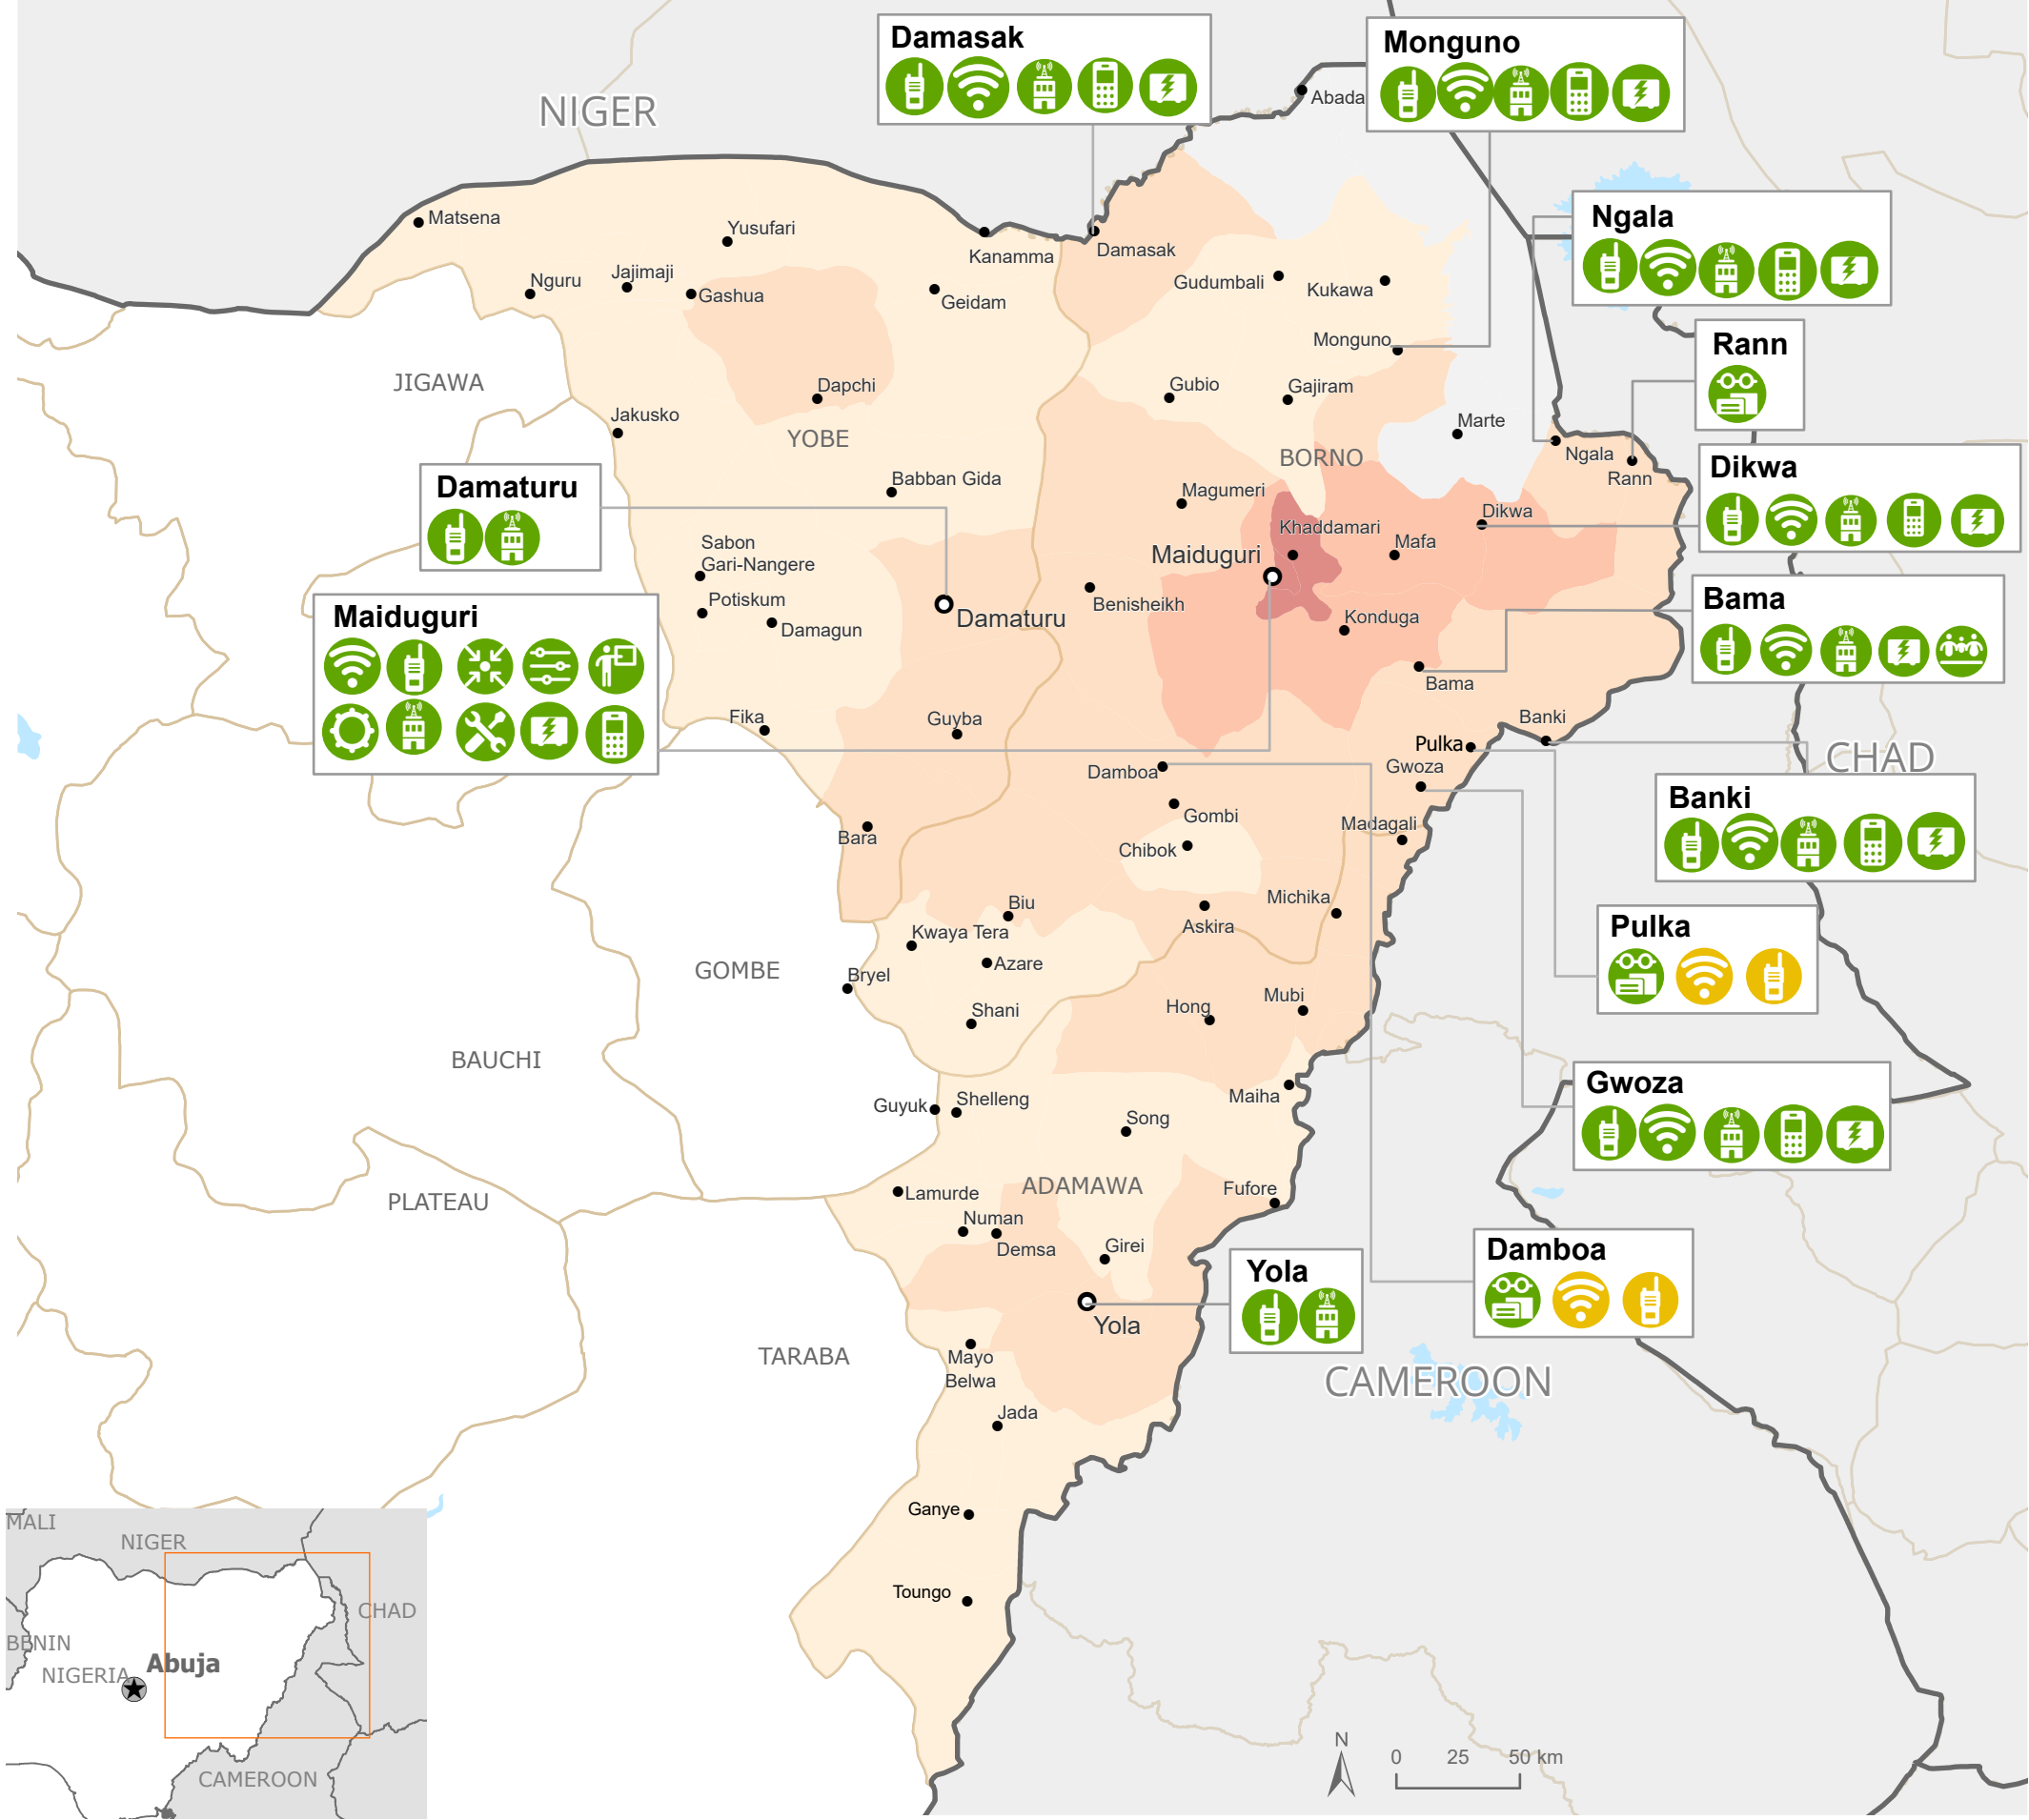 Damasak
Monguno
NIGER
Abada
Ngala
Matsena
Yusufari
Kanamma
Damasak
Nguru
Jajimaji
Gashua
Geidam
Gudumbali
Kukawa
Rann
Monguno
JIGAWA
Dapchi
Gubio
Gajiram
Jakusko
YOBE
Marte
BORNO
Ngala
Rann
Dikwa
Damaturu
Babban Gida
Magumeri
Dikwa
Khaddamari
Mafa
Sabon
Gari-Nangere
Maiduguri
Bama
Potiskum
Damagun
Damaturu
Benisheikh
Konduga
Maiduguri
Bama
Fika
Guyba
Banki
Pulka
CHAD
Damboa
Gwoza
Banki
Gombi
Madagali
Bara
Chibok
Michika
Biu
Askira
Pulka
Kwaya Tera
Azare
GOMBE
Bryel
Mubi
Hong
Shani
BAUCHI
Gwoza
Maiha
Guyuk
Shelleng
Song
ADAMAWA
Fufore
PLATEAU
Lamurde
Numan
Demsa
Girei
Damboa
Yola
Yola
TARABA
Mayo
Belwa
CAMEROON
Jada
Ganye
MALI
NIGER
Toungo
CHAD
BENIN
Abuja
NIGERIA
N
0 25 50 km
CAMEROON